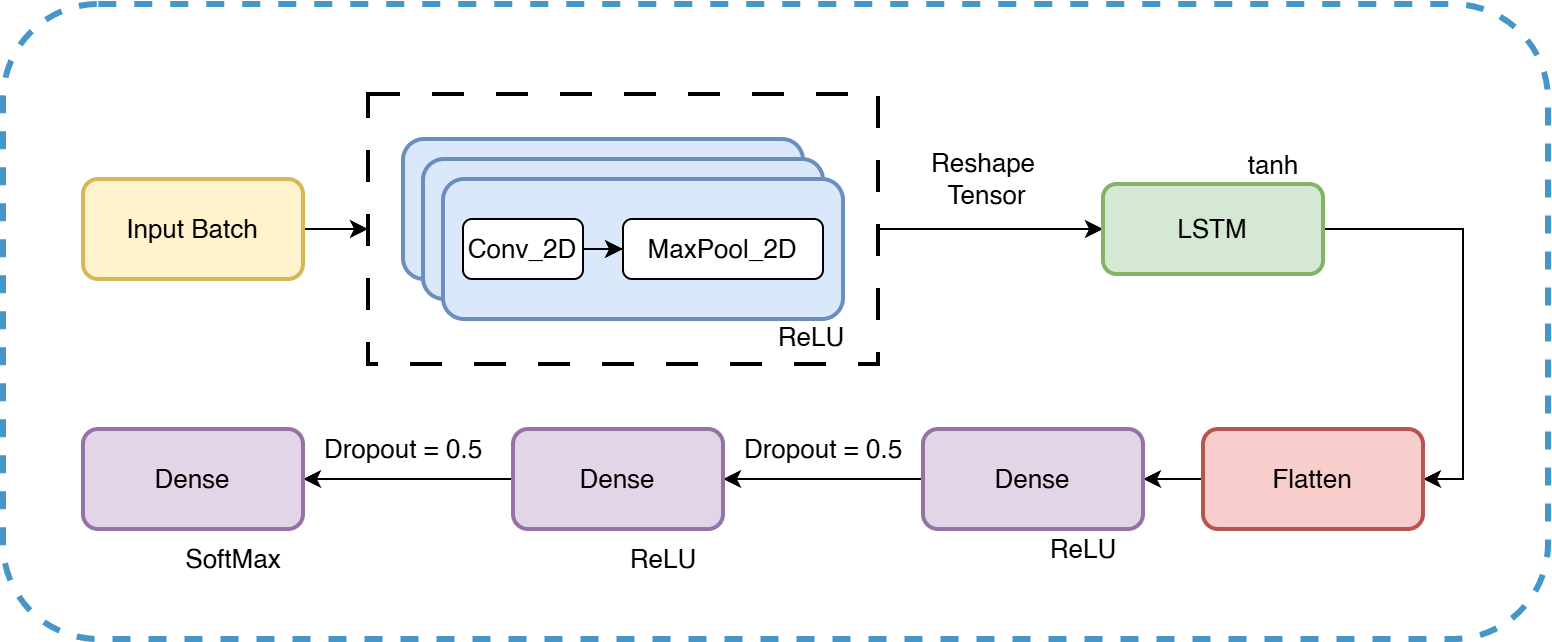 Input Batch
Conv_2D
MaxPool_2D
ReLU
Reshape
Tensor
tanh
LSTM
Flatten
Dense
ReLU
Dropout = 0.5
Dense
ReLU
Dropout = 0.5
Dense
SoftMax